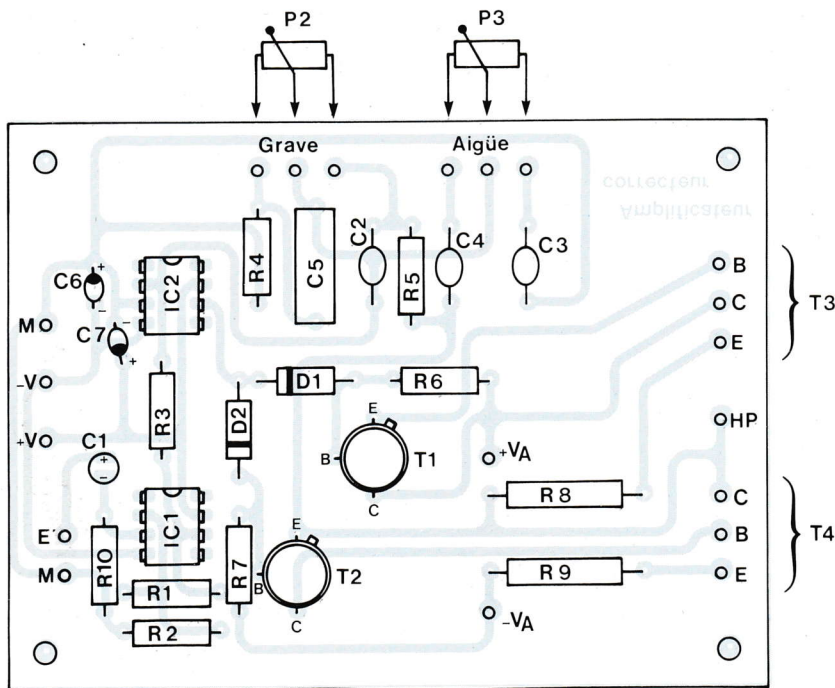 P2 P3
Grave Aigüe
correcteur
Amplificateur
R4 C5 C2 R5 C4 C3
B
C6 + − IC2
C T3
M
C7 − +
E
−V
D1 R6
R3 D2
+V
C1 + −
E
B T1
C
+VA
HP
R8 C
IC1
E
R10 R7
E
B T4
M
R1
B T2
C
R9 E
R2
−VA